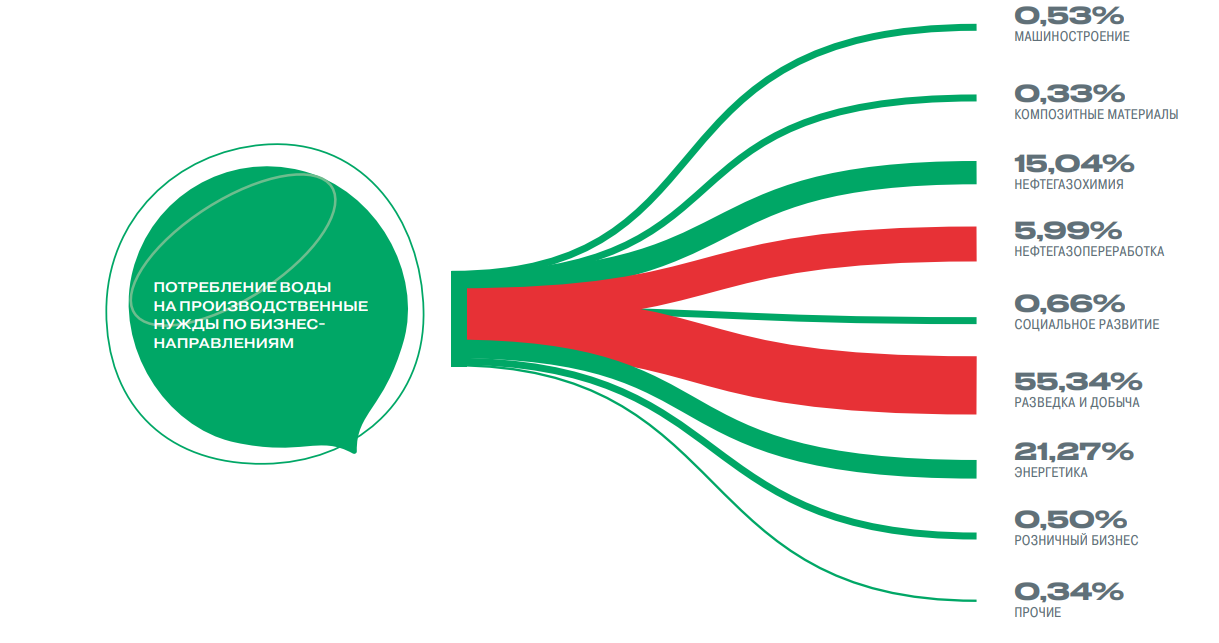 ПОТРЕБЛЕНИЕ ВОДЫ
НА ПРОИЗВОДСТВЕННЫЕ
НУЖДЫ ПО БИЗНЕС-
НАПРАВЛЕНИЯМ
0,53%
МАШИНОСТРОЕНИЕ
0,33%
КОМПОЗИТНЫЕ МАТЕРИАЛЫ
15,04%
НЕФТЕГАЗОХИМИЯ
5,99%
НЕФТЕГАЗОПЕРЕРАБОТКА
0,66%
СОЦИАЛЬНОЕ РАЗВИТИЕ
55,34%
РАЗВЕДКА И ДОБЫЧА
21,27%
ЭНЕРГЕТИКА
0,50%
РОЗНИЧНЫЙ БИЗНЕС
0,34%
ПРОЧИЕ